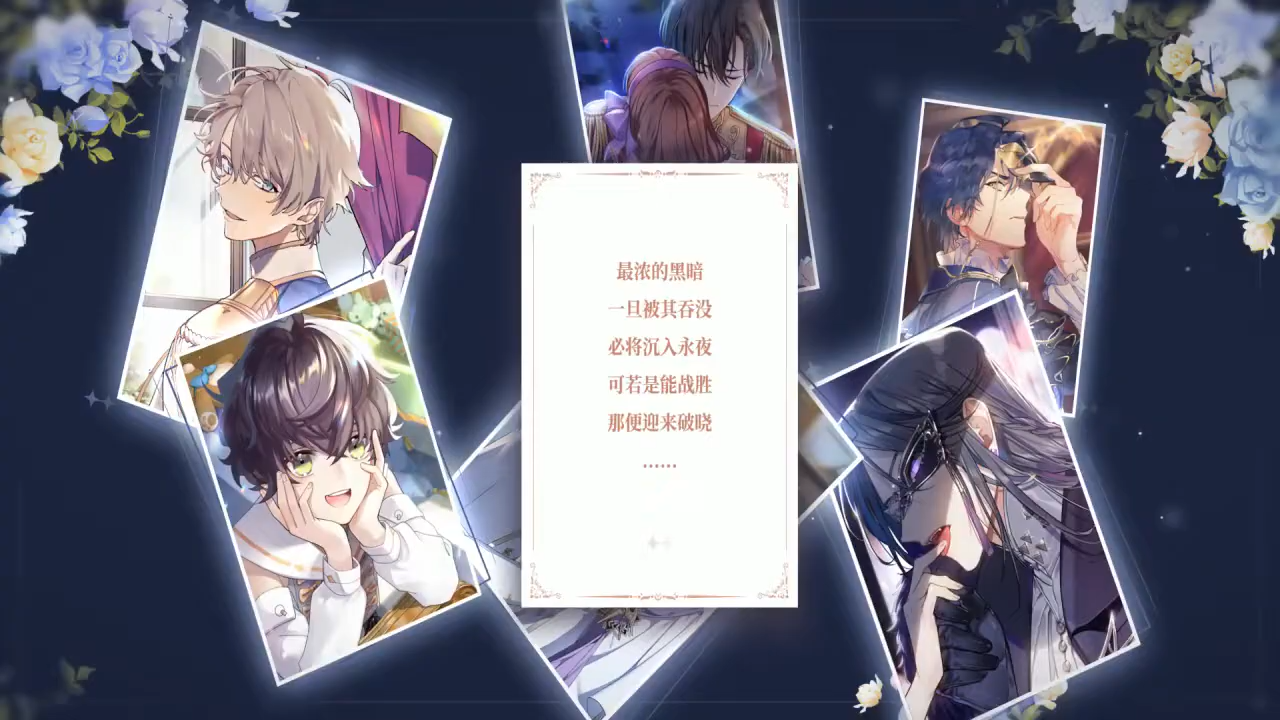 最浓的黑暗
一旦被其吞没
必将沉入永夜
可若是能战胜
那便迎来破晓
……